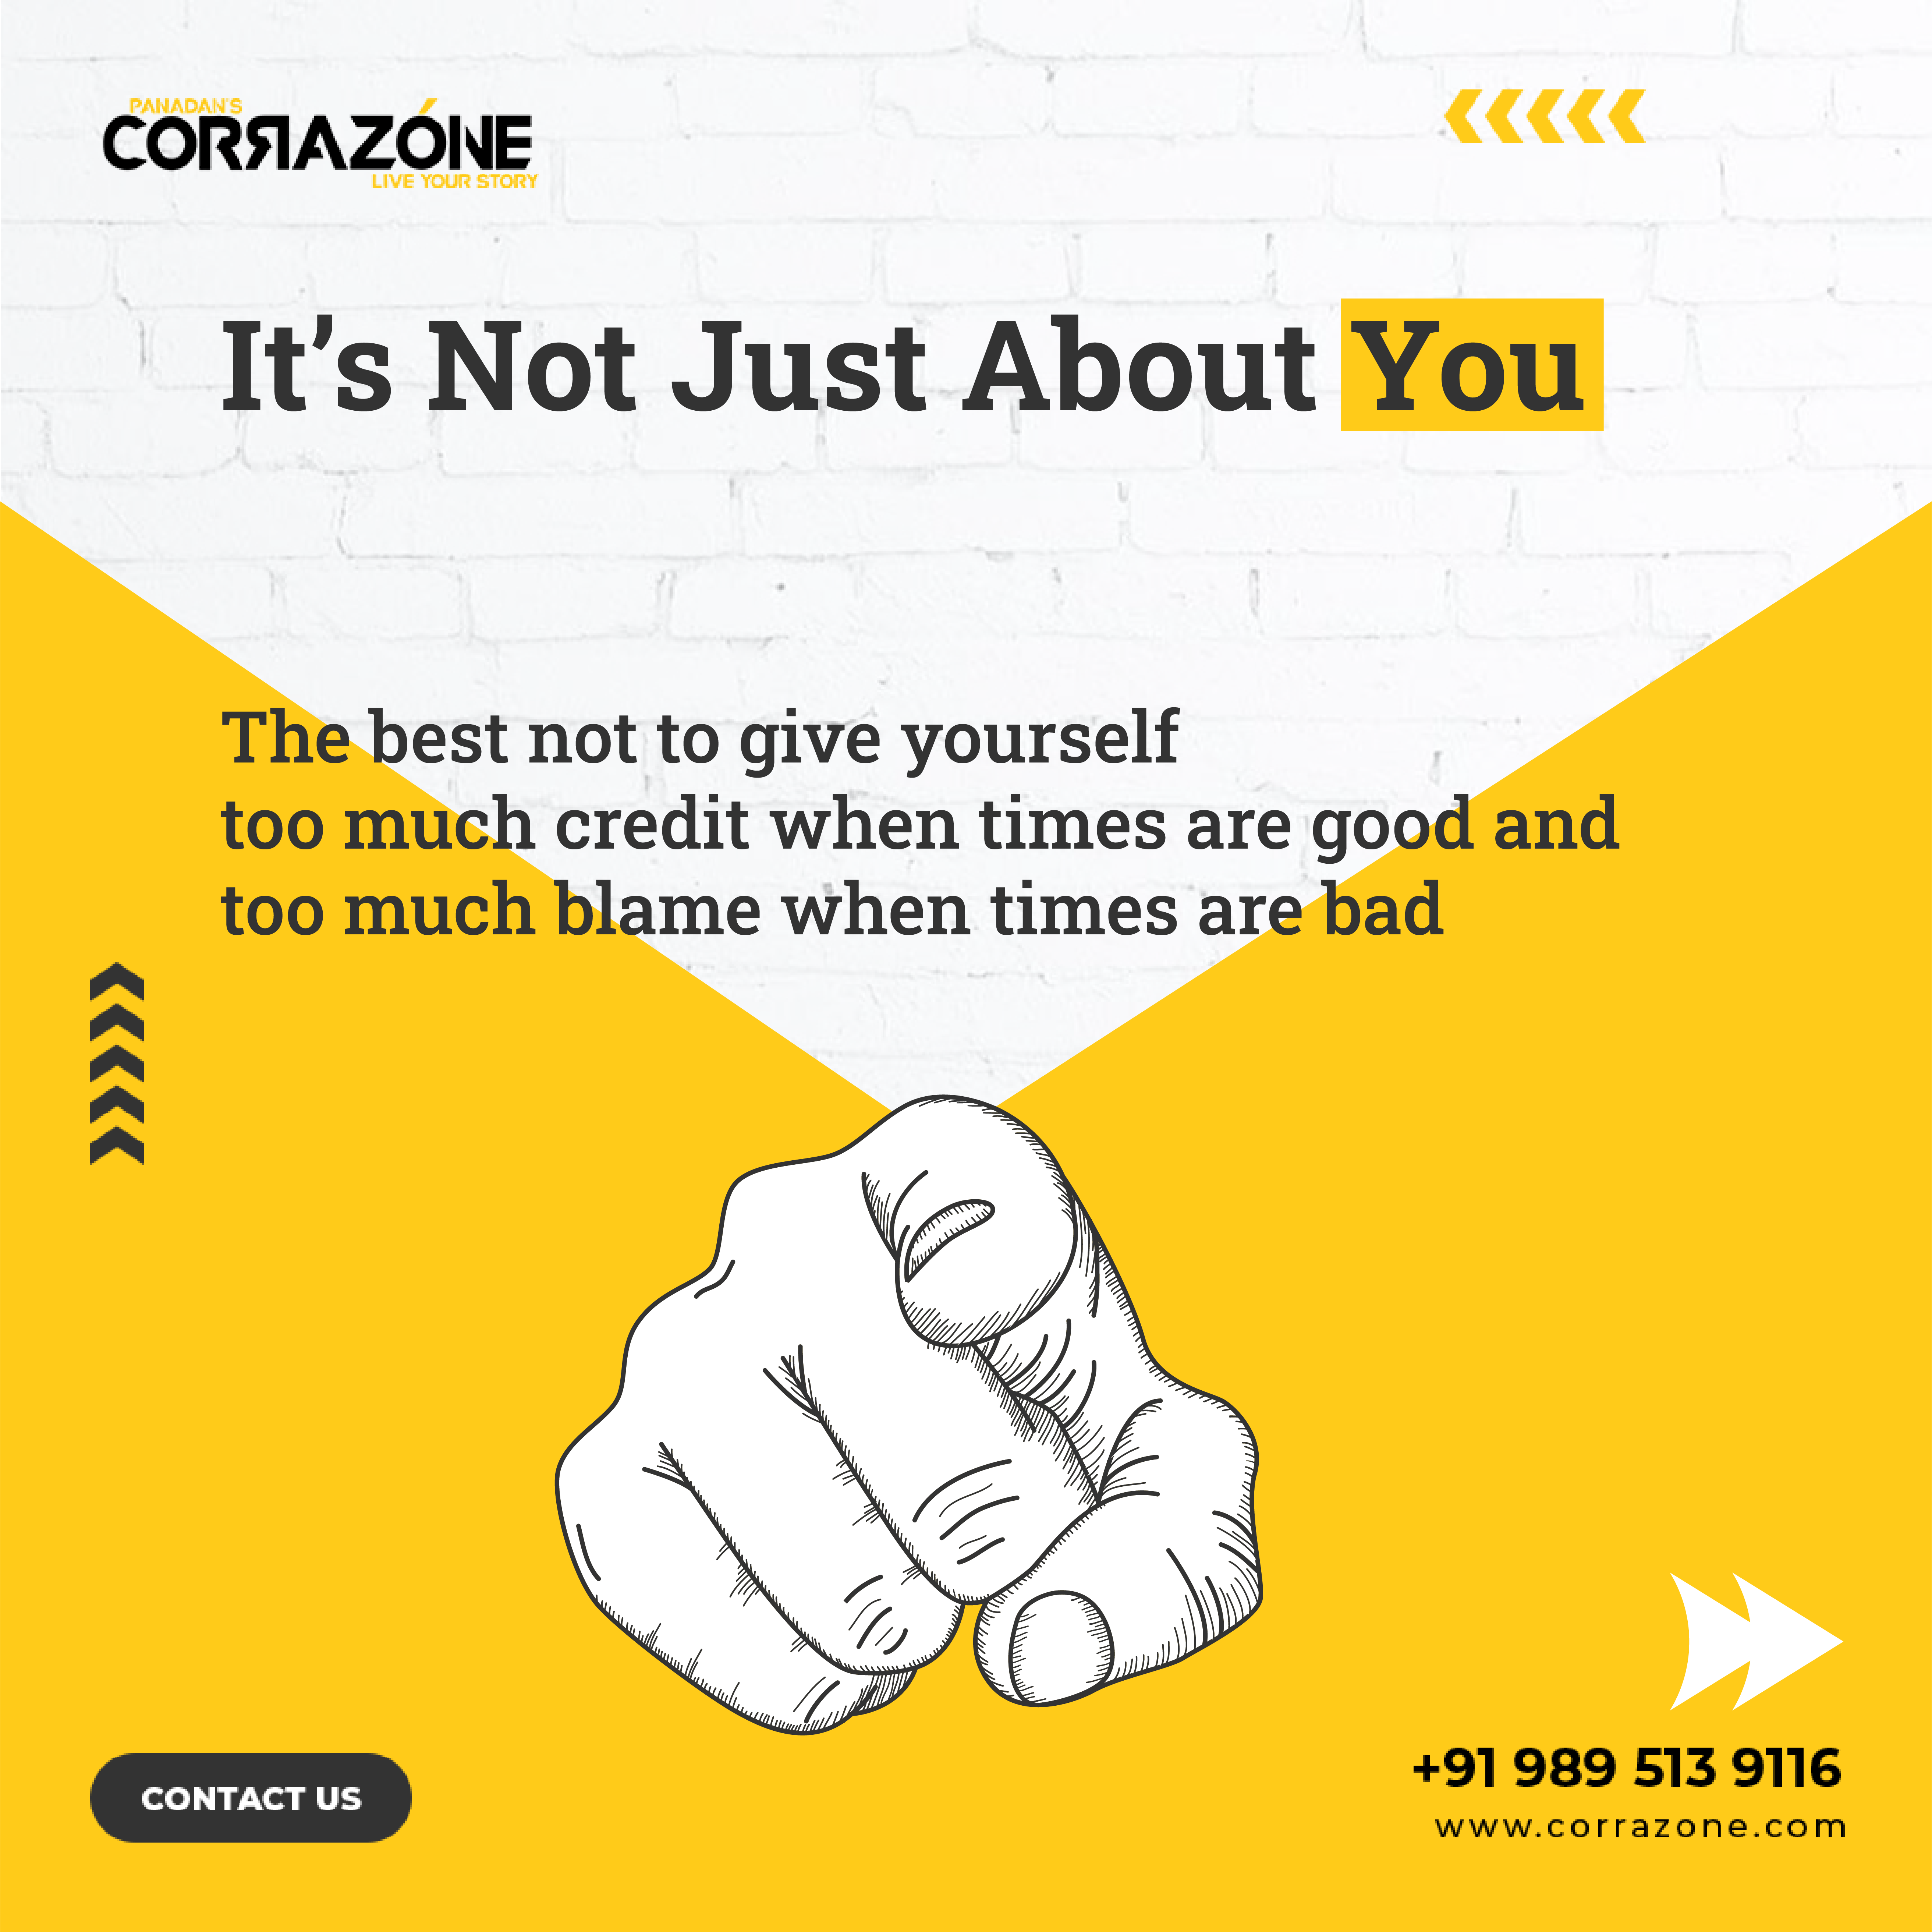 PANADAN'S
CORRAZÓNE
LIVE YOUR STORY
It’s Not Just About You
The best not to give yourself
too much credit when times are good and
too much blame when times are bad
CONTACT US
+91 989 513 9116
www.corrazone.com